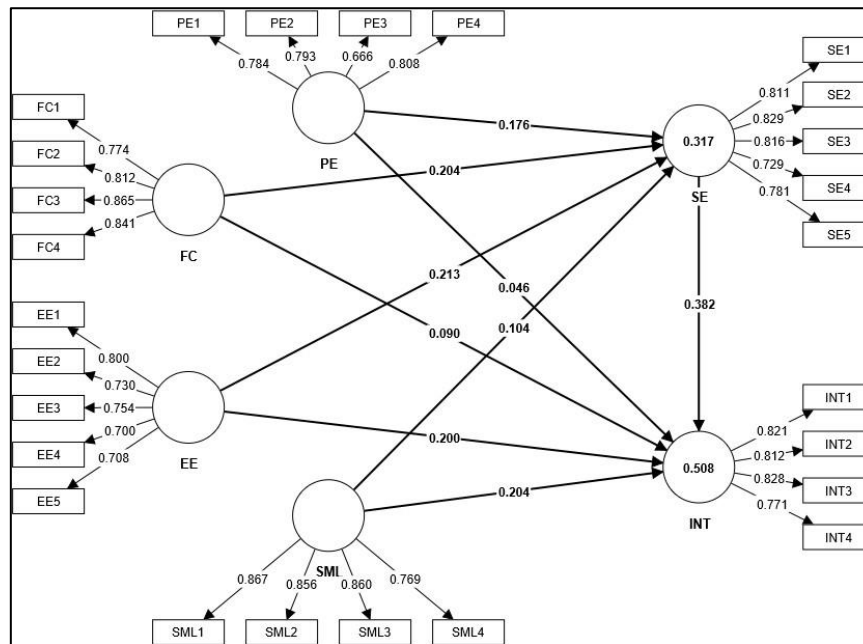 PE1 PE2 PE3 PE4
0.784 0.793 0.666 0.808
PE
FC1
FC2
FC3
FC4
0.774
0.812
0.865
0.841
FC
EE1
EE2
EE3
EE4
EE5
0.800
0.730
0.754
0.700
0.708
EE
SML
0.867 0.856 0.860 0.769
SML1 SML2 SML3 SML4
0.176
0.204
0.213
0.046
0.104
0.090
0.200
0.204
0.382
0.317
SE
0.811
0.829
0.816
0.729
0.781
SE1
SE2
SE3
SE4
SE5
0.508
INT
0.821
0.812
0.828
0.771
INT1
INT2
INT3
INT4